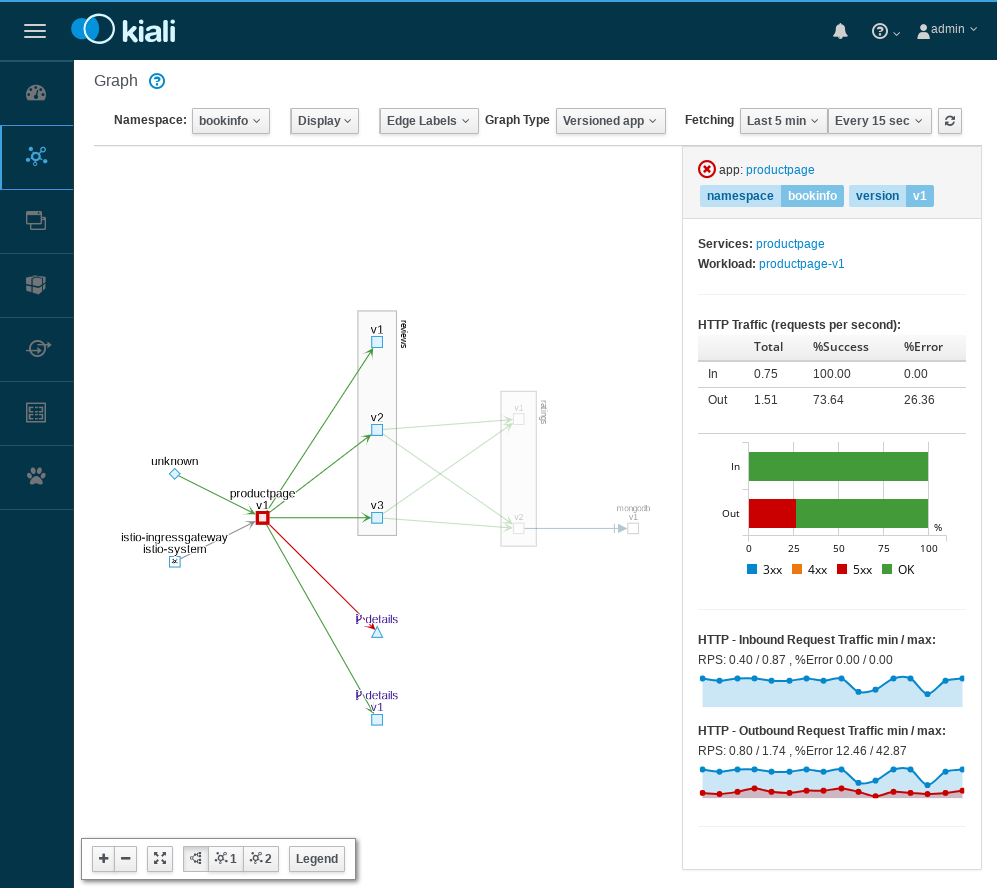 kiali
admin
Graph
Namespace: bookinfo Display Edge Labels Graph Type Versioned app Fetching Last 5 min Every 15 sec
app: productpage
namespace bookinfo version v1
Services: productpage
Workload: productpage-v1
HTTP Traffic (requests per second):
Total %Success %Error
In 0.75 100.00 0.00
Out 1.51 73.64 26.36
In
Out
%
0 25 50 75 100
3xx 4xx 5xx OK
HTTP - Inbound Request Traffic min / max:
RPS: 0.40 / 0.87 , %Error 0.00 / 0.00
HTTP - Outbound Request Traffic min / max:
RPS: 0.80 / 1.74 , %Error 12.46 / 42.87
v1
reviews
v2
v3
v1
ratings
v2
mongodb
v1
unknown
productpage
v1
istio-ingressgateway
istio-system
details
details
v1
1 2 Legend